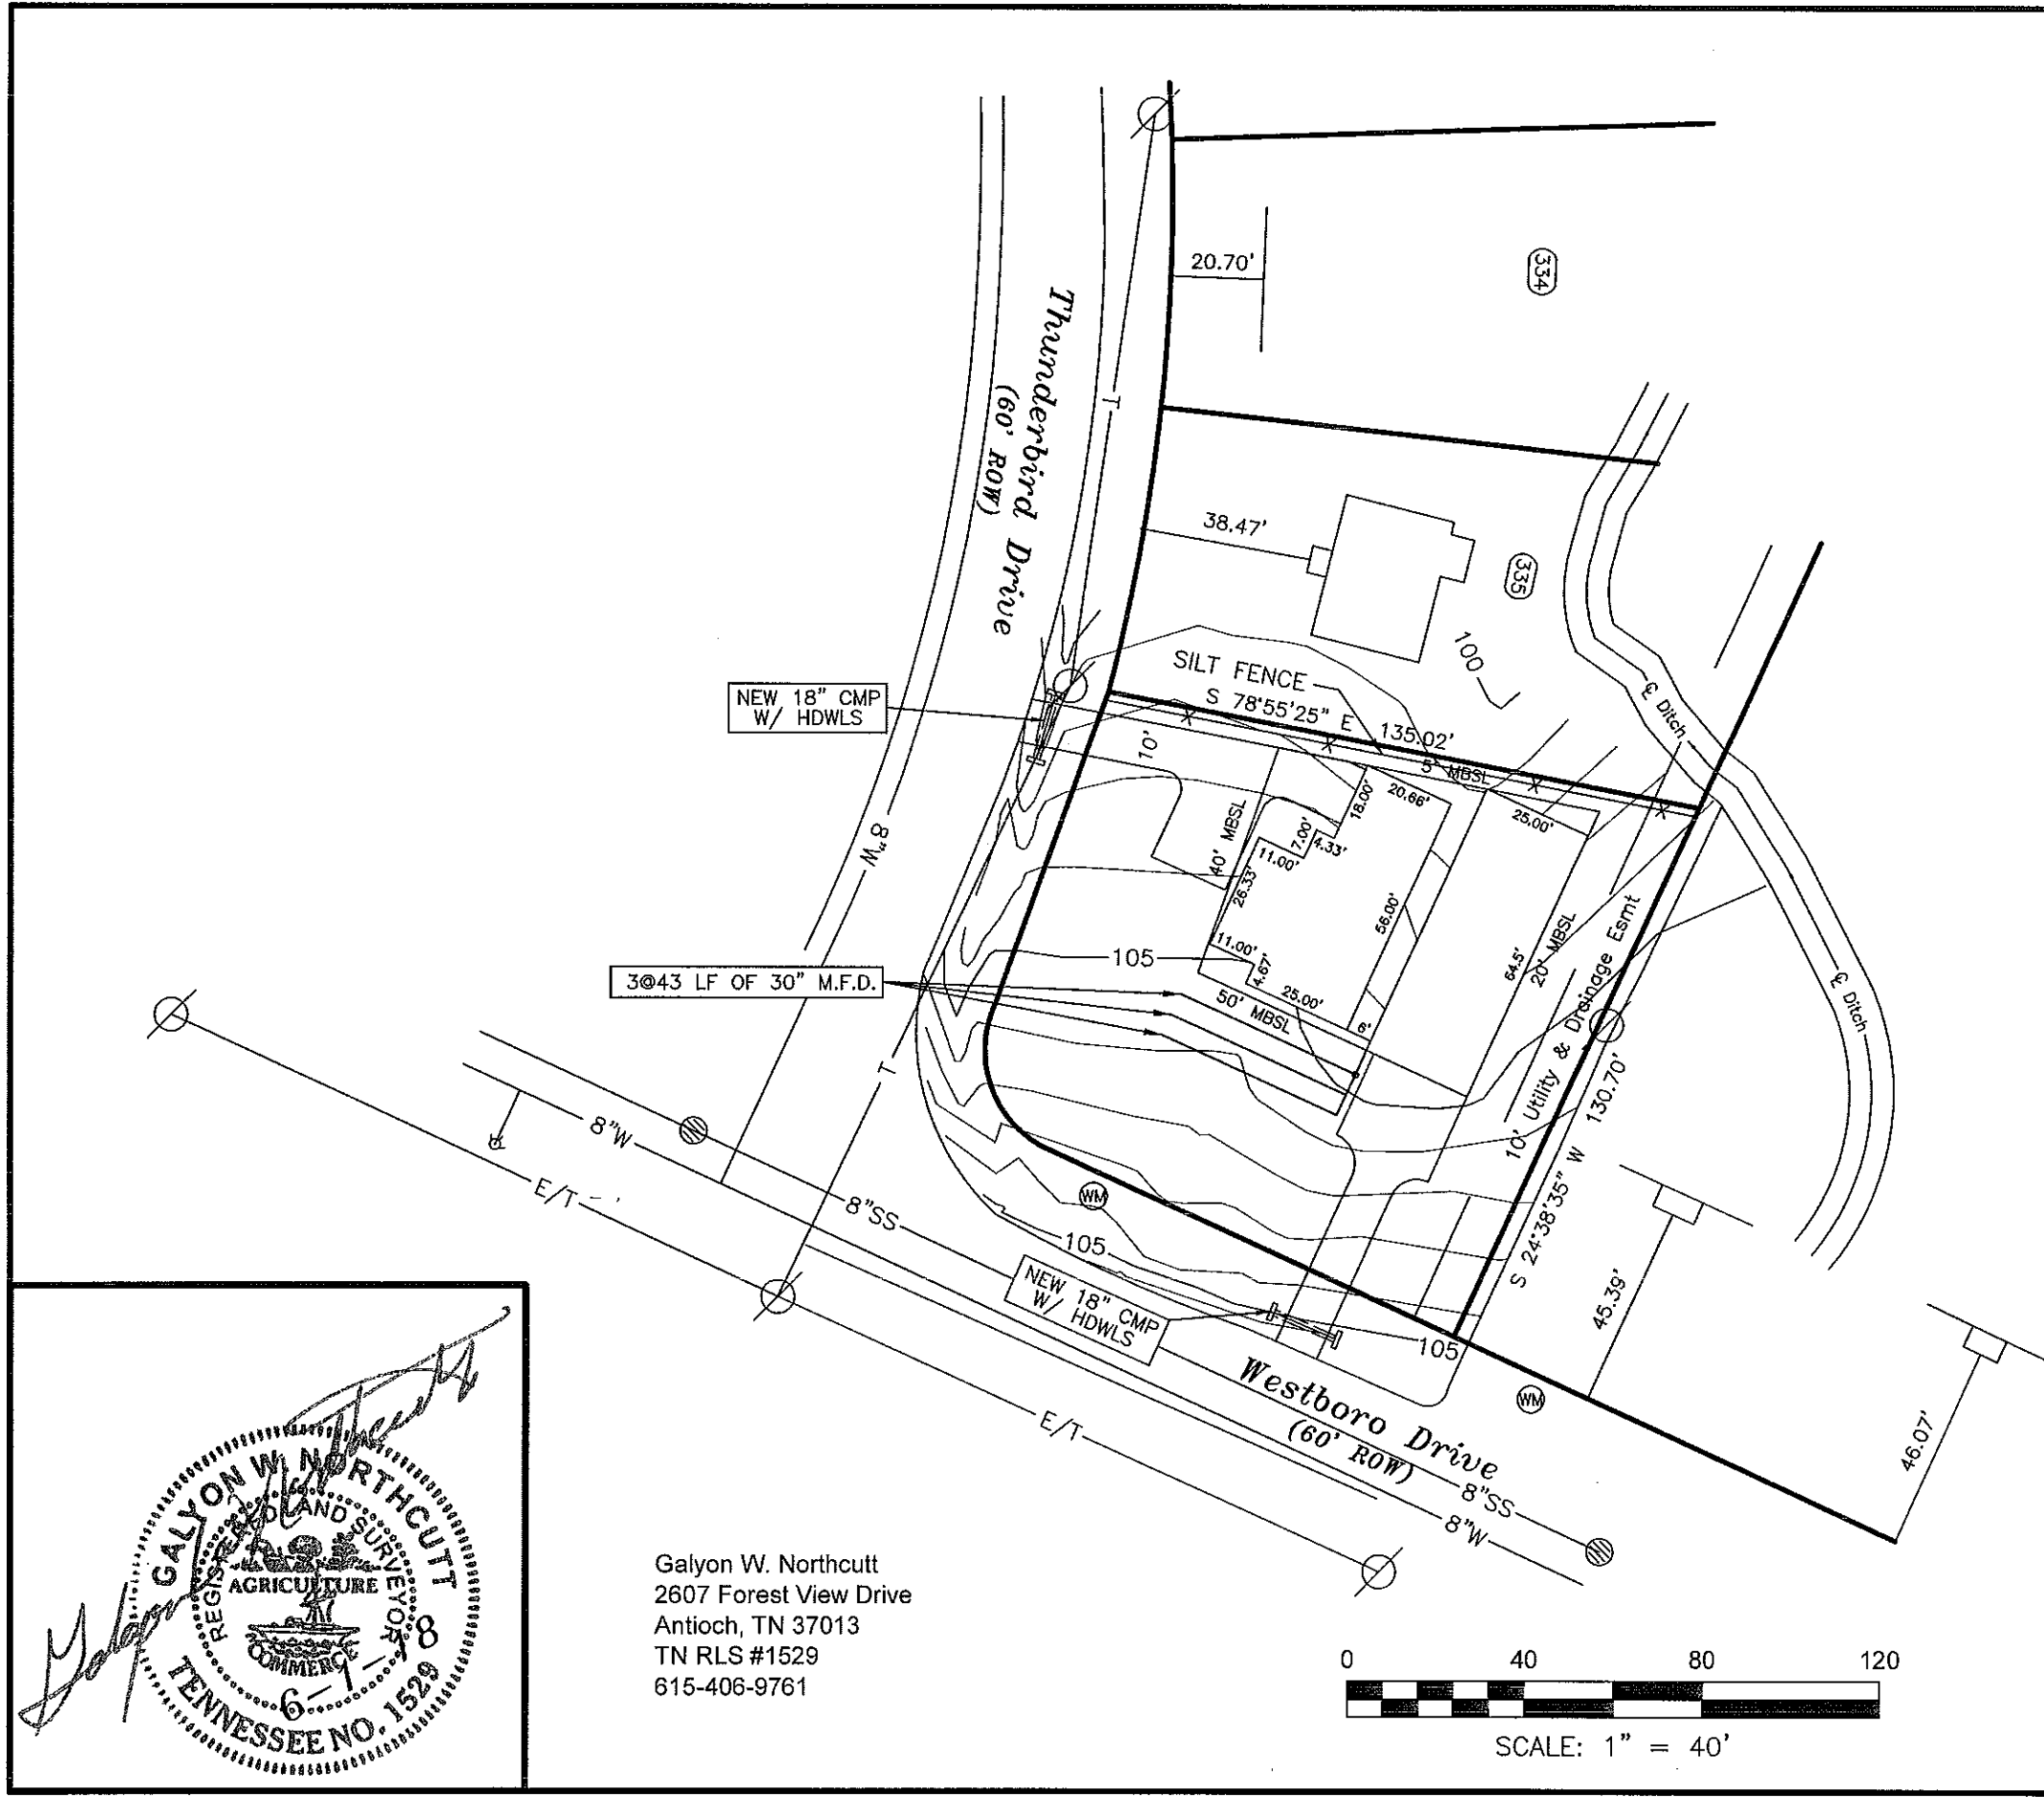 20.70'
334
Thunderbird Drive
(60' ROW)
T
38.47'
335
100
SILT FENCE
S 78°55'25" E 135.02'
NEW 18" CMP
W/ HDWLS
10'
5' MBSL
℄ Ditch
18.00'
20.66'
25.00'
40' MBSL
7.00'
4.33'
11.00'
26.33'
8"W
56.00'
64.5'
20' MBSL
10' Utility & Drainage Esmt
℄ Ditch
105
11.00'
4.67'
25.00'
6'
3@43 LF OF 30" M.F.D.
50' MBSL
T
S 24°38'35" W 130.70'
8"W
E/T
8"SS
WM
105
NEW 18" CMP
W/ HDWLS
105
45.39'
WM
46.07'
Westboro Drive
(60' ROW)
E/T
8"SS
8"W
GALYON W. NORTHCUTT
REGISTERED LAND SURVEYOR
AGRICULTURE
COMMERCE
6-1-18
TENNESSEE NO. 1529
Galyon W. Northcutt
2607 Forest View Drive
Antioch, TN 37013
TN RLS #1529
615-406-9761
0 40 80 120
SCALE: 1" = 40'